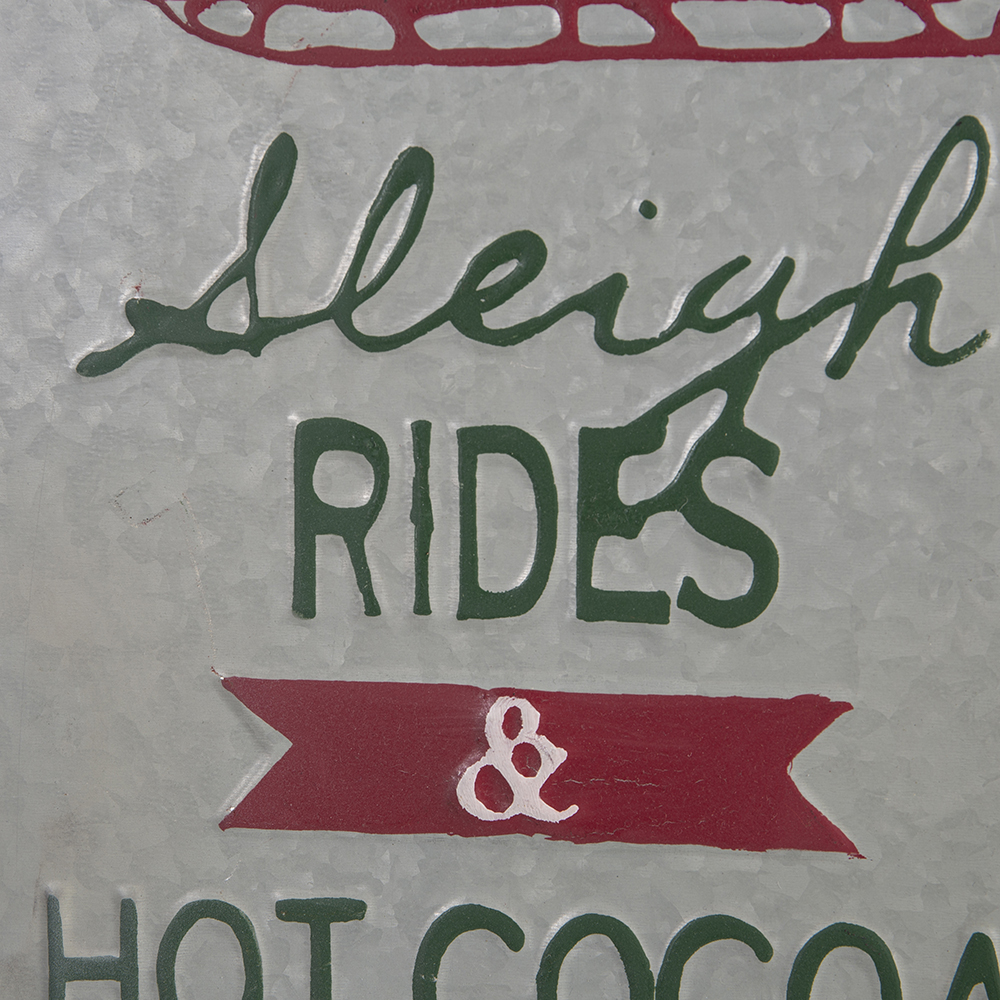 Sleigh
RIDES
&
HOT COCOA